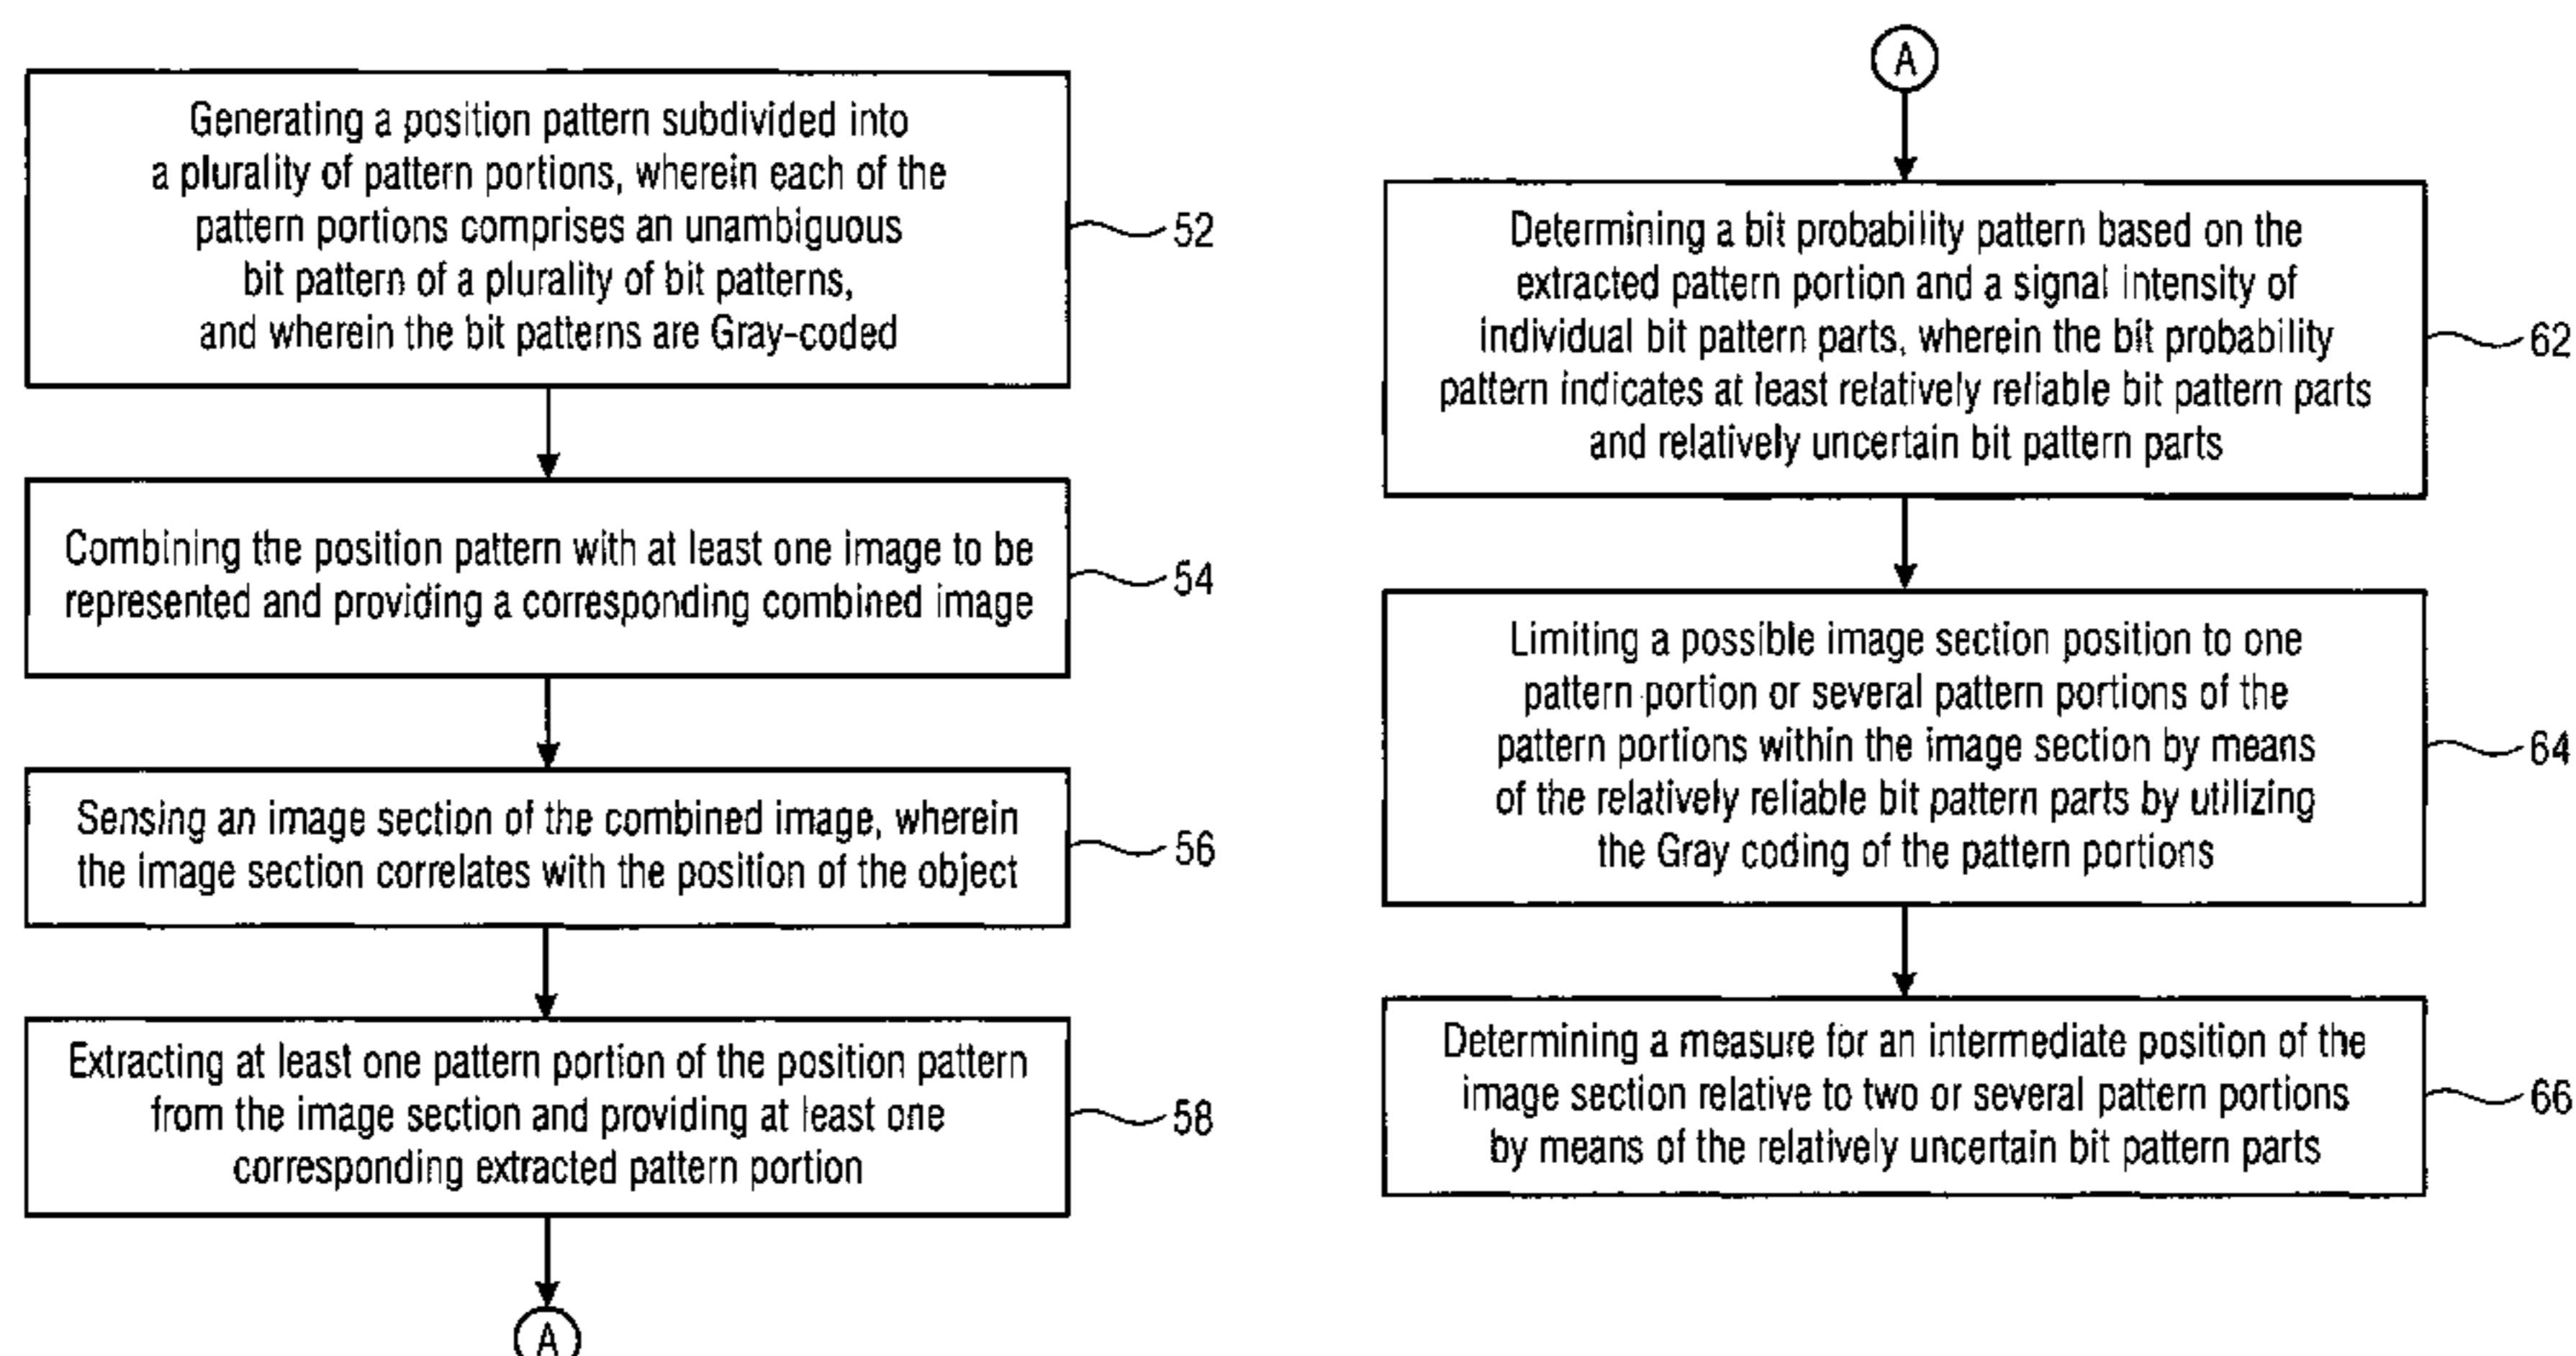 Generating a position pattern subdivided into
a plurality of pattern portions, wherein each of the
pattern portions comprises an unambiguous
bit pattern of a plurality of bit patterns,
and wherein the bit patterns are Gray-coded
52
Combining the position pattern with at least one image to be
represented and providing a corresponding combined image
54
Sensing an image section of the combined image, wherein
the image section correlates with the position of the object
56
Extracting at least one pattern portion of the position pattern
from the image section and providing at least one
corresponding extracted pattern portion
58
A
A
Determining a bit probability pattern based on the
extracted pattern portion and a signal intensity of
individual bit pattern parts, wherein the bit probability
pattern indicates at least relatively reliable bit pattern parts
and relatively uncertain bit pattern parts
62
Limiting a possible image section position to one
pattern portion or several pattern portions of the
pattern portions within the image section by means
of the relatively reliable bit pattern parts by utilizing
the Gray coding of the pattern portions
64
Determining a measure for an intermediate position of the
image section relative to two or several pattern portions
by means of the relatively uncertain bit pattern parts
66